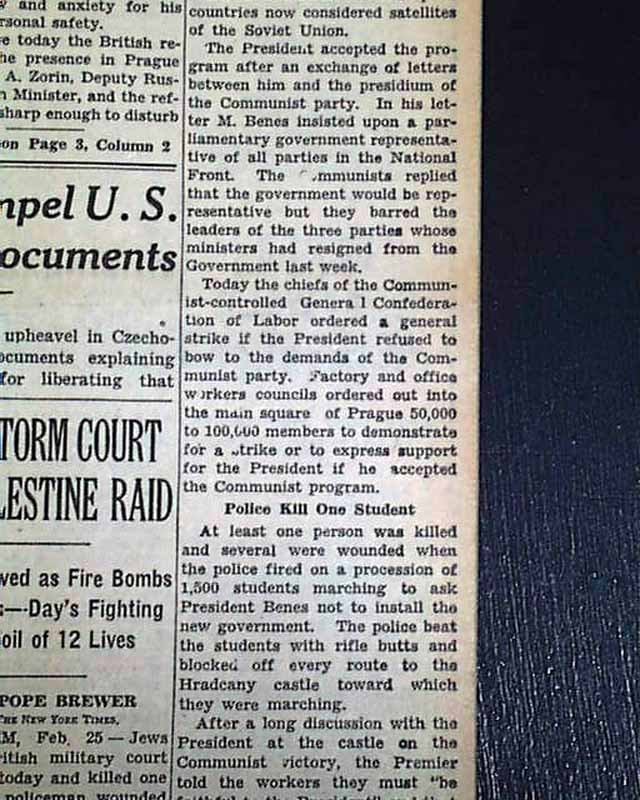 and anxiety for his
rsonal safety.
e today the British re-
he presence in Prague
A. Zorin, Deputy Rus-
n Minister, and the ref-
sharp enough to disturb
on Page 3, Column 2
npel U. S.
ocuments
upheavel in Czecho-
ocuments explaining
for liberating that
TORM COURT
LESTINE RAID
ved as Fire Bombs
:—Day's Fighting
oil of 12 Lives
POPE BREWER
THE NEW YORK TIMES.
M, Feb. 25 — Jews
ritish military court
today and killed one
policeman wounded
countries now considered satellites
of the Soviet Union.
The President accepted the pro-
gram after an exchange of letters
between him and the presidium of
the Communist party. In his let-
ter M. Benes insisted upon a par-
liamentary government representa-
tive of all parties in the National
Front. The mmunists replied
that the government would be rep-
resentative but they barred the
leaders of the three parties whose
ministers had resigned from the
Government last week.
Today the chiefs of the Commun-
ist-controlled Genera l Confedera-
tion of Labor ordered a general
strike if the President refused to
bow to the demands of the Com-
munist party. Factory and office
workers councils ordered out into
the main square of Prague 50,000
to 100,000 members to demonstrate
for a strike or to express support
for the President if he accepted
the Communist program.
Police Kill One Student
At least one person was killed
and several were wounded when
the police fired on a procession of
1,500 students marching to ask
President Benes not to install the
new government. The police beat
the students with rifle butts and
blocked off every route to the
Hradcany castle toward which
they were marching.
After a long discussion with the
President at the castle on the
Communist victory, the Premier
told the workers they must "be